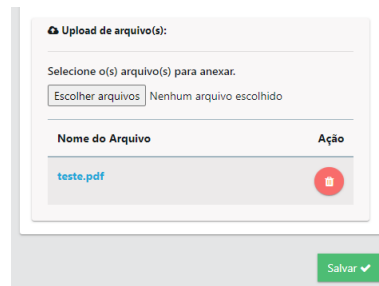 Upload de arquivo(s):
Selecione o(s) arquivo(s) para anexar.
Escolher arquivos Nenhum arquivo escolhido
Nome do Arquivo Ação
teste.pdf
Salvar